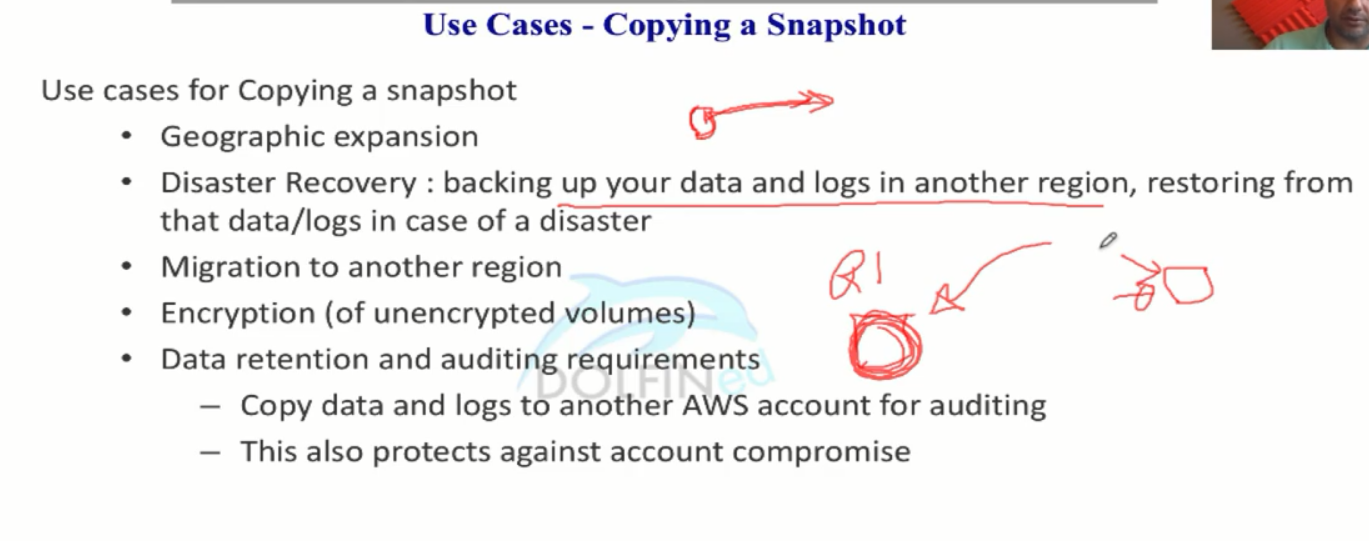 Use Cases - Copying a Snapshot
Use cases for Copying a snapshot
• Geographic expansion
• Disaster Recovery : backing up your data and logs in another region, restoring from
that data/logs in case of a disaster
• Migration to another region
R1
• Encryption (of unencrypted volumes)
• Data retention and auditing requirements
DOLFINed
– Copy data and logs to another AWS account for auditing
– This also protects against account compromise